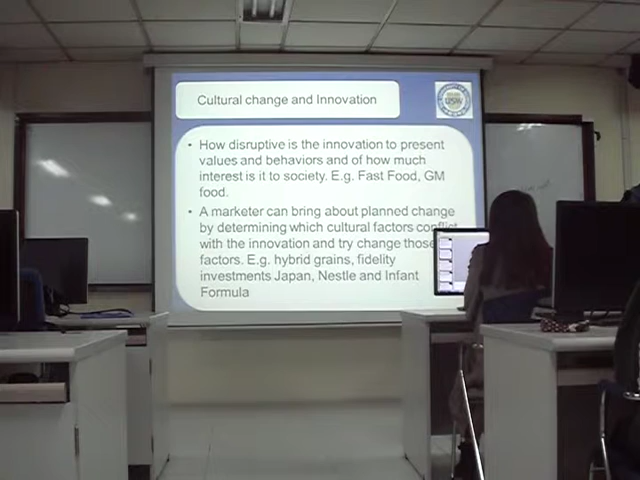 Cultural change and Innovation
• How disruptive is the innovation to present
values and behaviors and of how much
interest is it to society. E.g. Fast Food, GM
food.
• A marketer can bring about planned change
by determining which cultural factors conflict
with the innovation and try change those
factors. E.g. hybrid grains, fidelity
investments Japan, Nestle and Infant
Formula